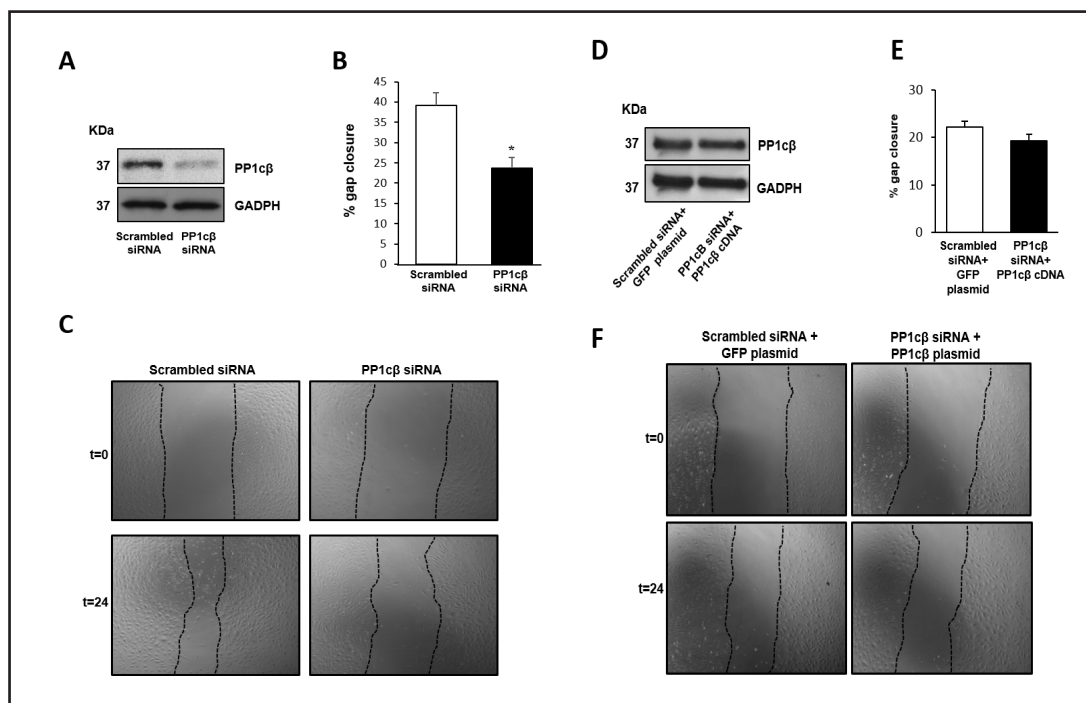 A
KDa
37
PP1cβ
37
GADPH
Scrambled
siRNA
PP1cβ
siRNA
B
% gap closure
45
40
35
30
25
20
15
10
5
0
*
Scrambled
siRNA
PP1cβ
siRNA
C
Scrambled siRNA
PP1cβ siRNA
t=0
t=24
D
KDa
37
PP1cβ
37
GADPH
Scrambled siRNA+
GFP plasmid
PP1cB siRNA+
PP1cβ cDNA
E
% gap closure
30
20
10
0
Scrambled
siRNA+
GFP
plasmid
PP1cβ
siRNA+
PP1cβ cDNA
F
Scrambled siRNA +
GFP plasmid
PP1cβ siRNA +
PP1cβ plasmid
t=0
t=24